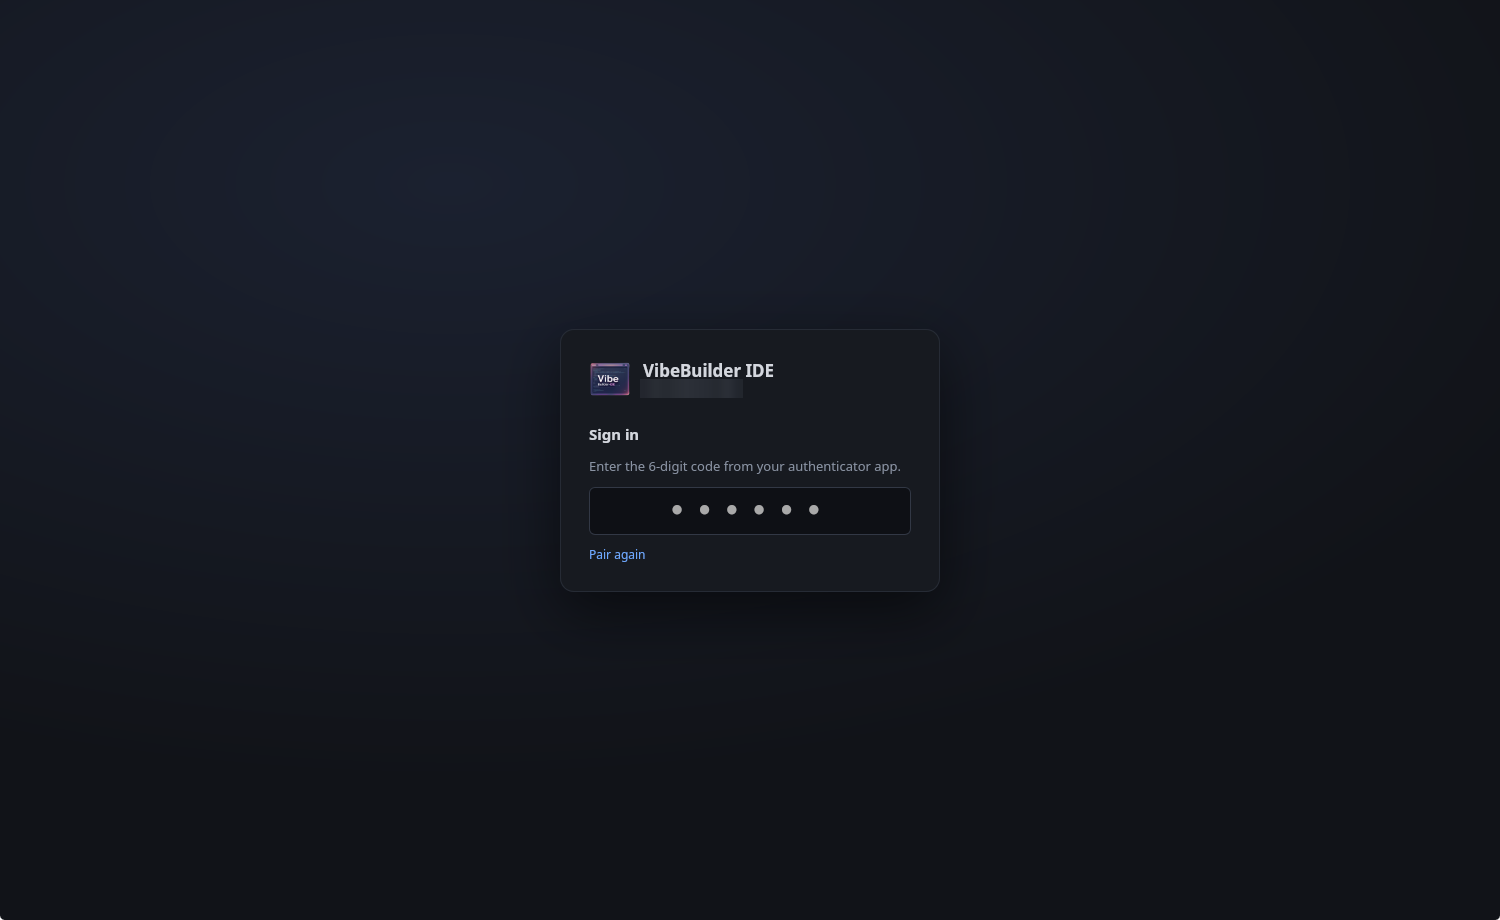 Vibe
VibeBuilder IDE
Sign in
Enter the 6-digit code from your authenticator app.
Pair again